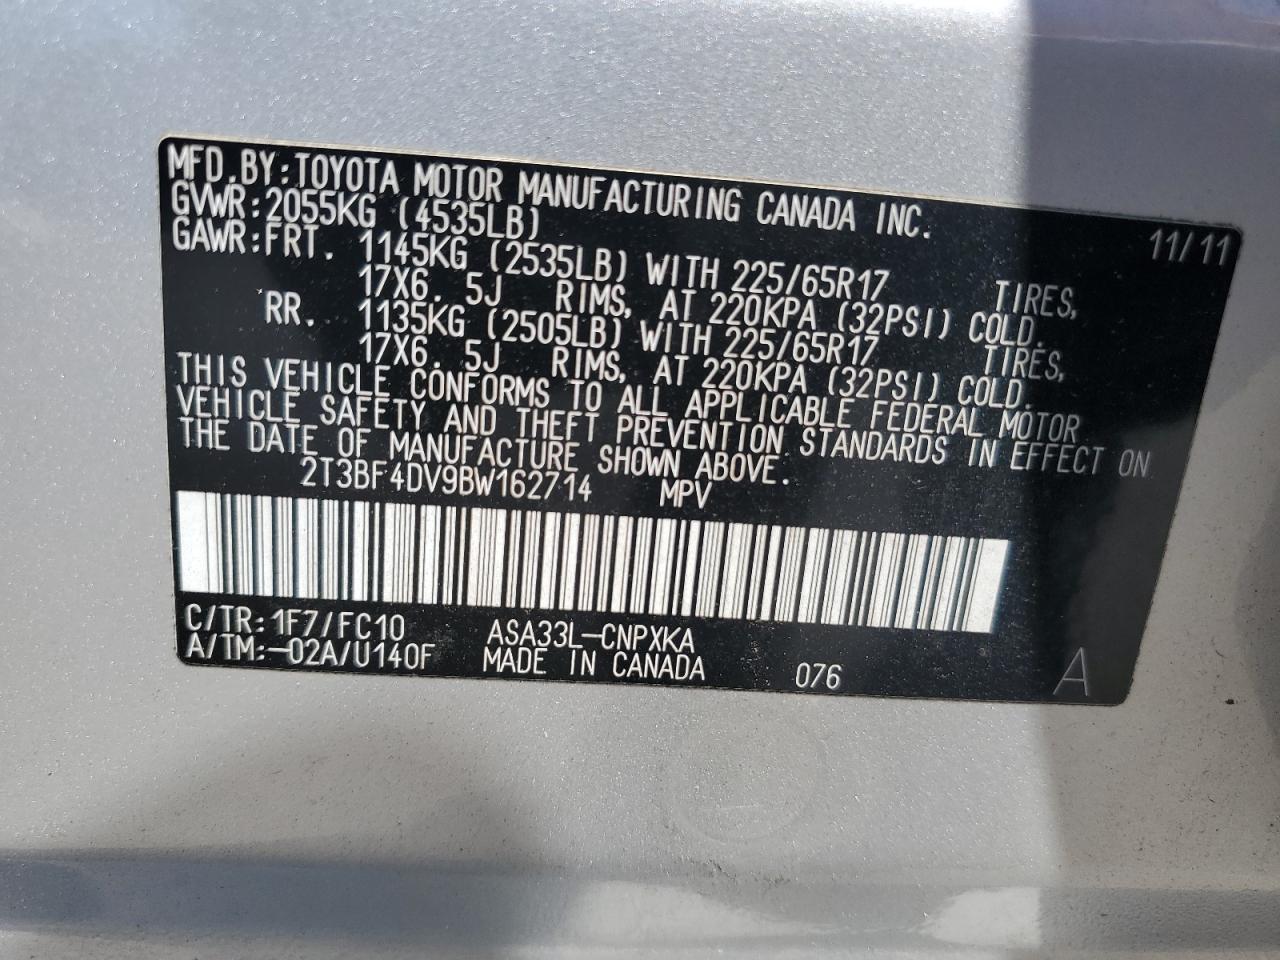 MFD.BY:TOYOTA MOTOR MANUFACTURING CANADA INC.
GVWR:2055KG (4535LB) 11/11
GAWR:FRT. 1145KG (2535LB) WITH 225/65R17 TIRES,
17X6.5J RIMS, AT 220KPA (32PSI) COLD.
RR. 1135KG (2505LB) WITH 225/65R17 TIRES,
17X6.5J RIMS, AT 220KPA (32PSI) COLD.
THIS VEHICLE CONFORMS TO ALL APPLICABLE FEDERAL MOTOR
VEHICLE SAFETY AND THEFT PREVENTION STANDARDS IN EFFECT ON
THE DATE OF MANUFACTURE SHOWN ABOVE.
2T3BF4DV9BW162714 MPV
C/TR:1F7/FC10 ASA33L-CNPXKA
A/TM:-02A/U140F MADE IN CANADA 076 A